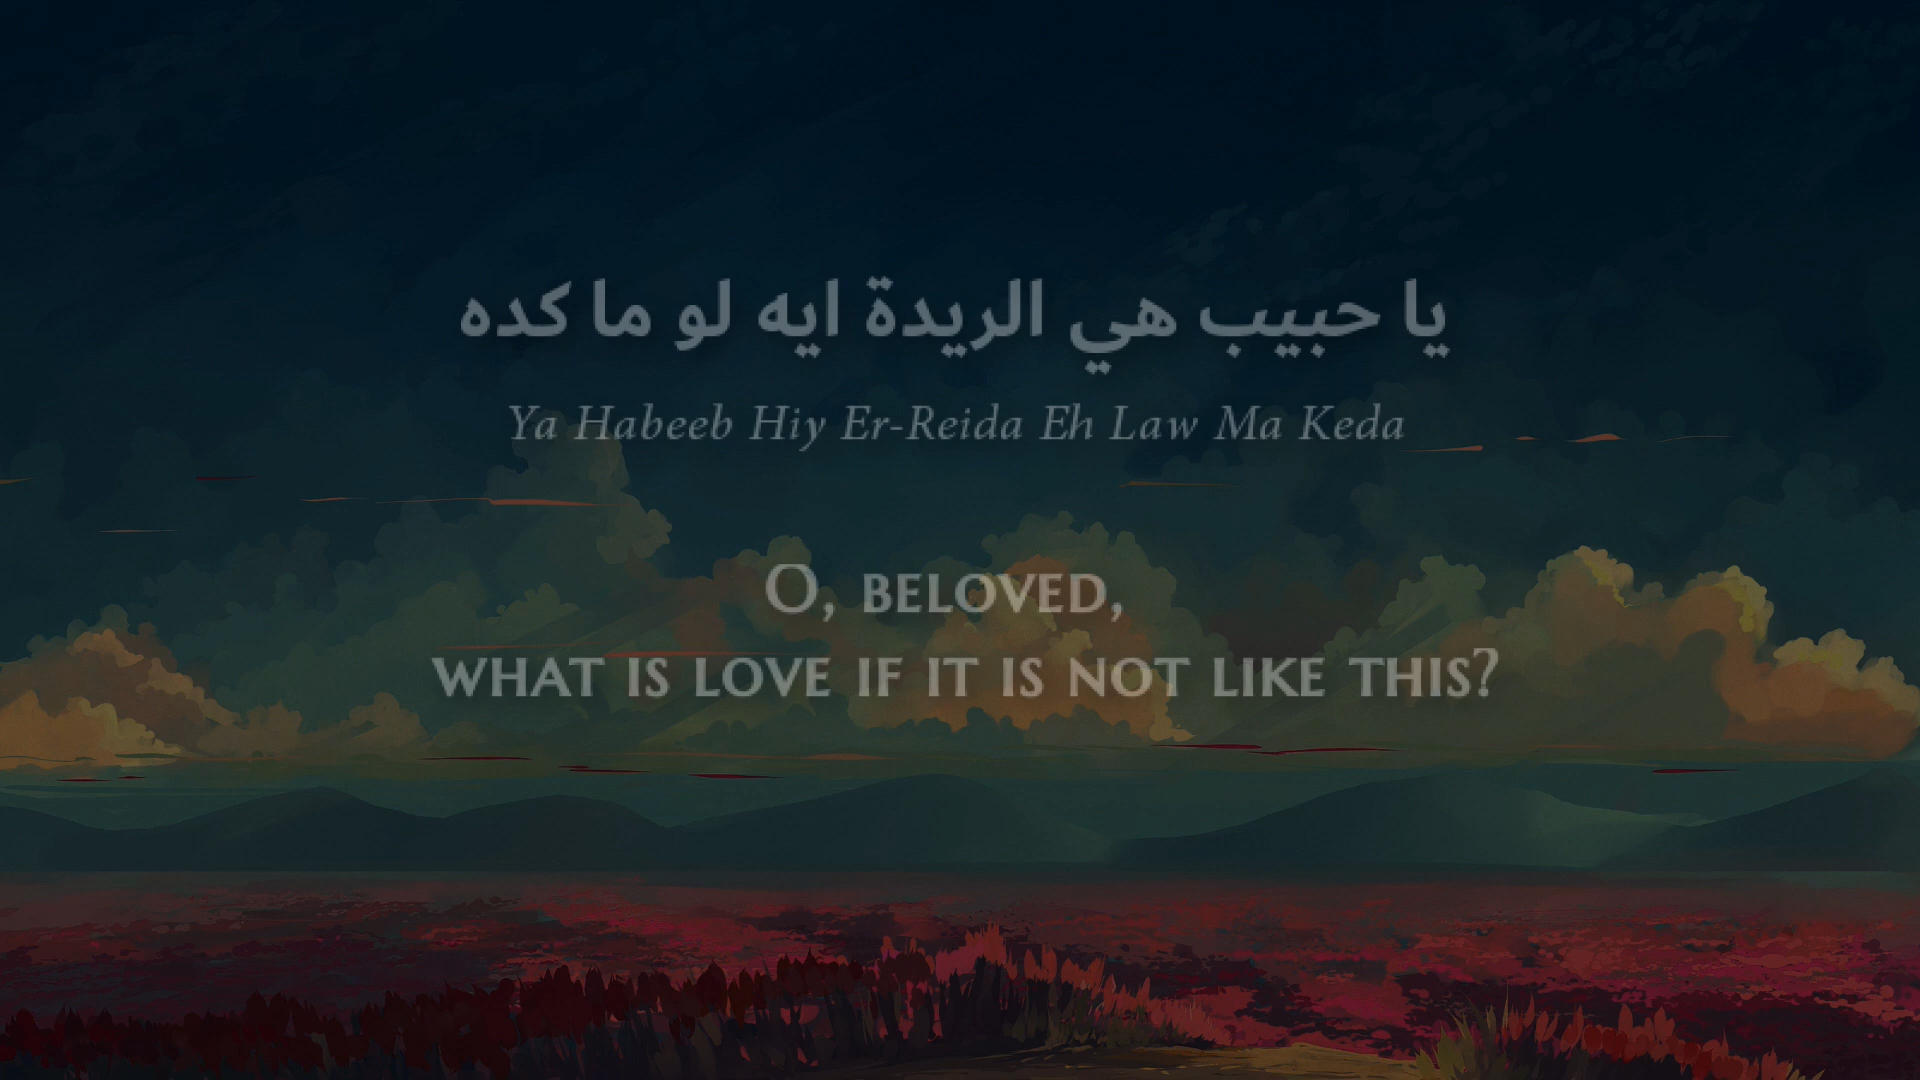 يا حبيب هي الريدة ايه لو ما كده
Ya Habeeb Hiy Er-Reida Eh Law Ma Keda
O, BELOVED,
WHAT IS LOVE IF IT IS NOT LIKE THIS?